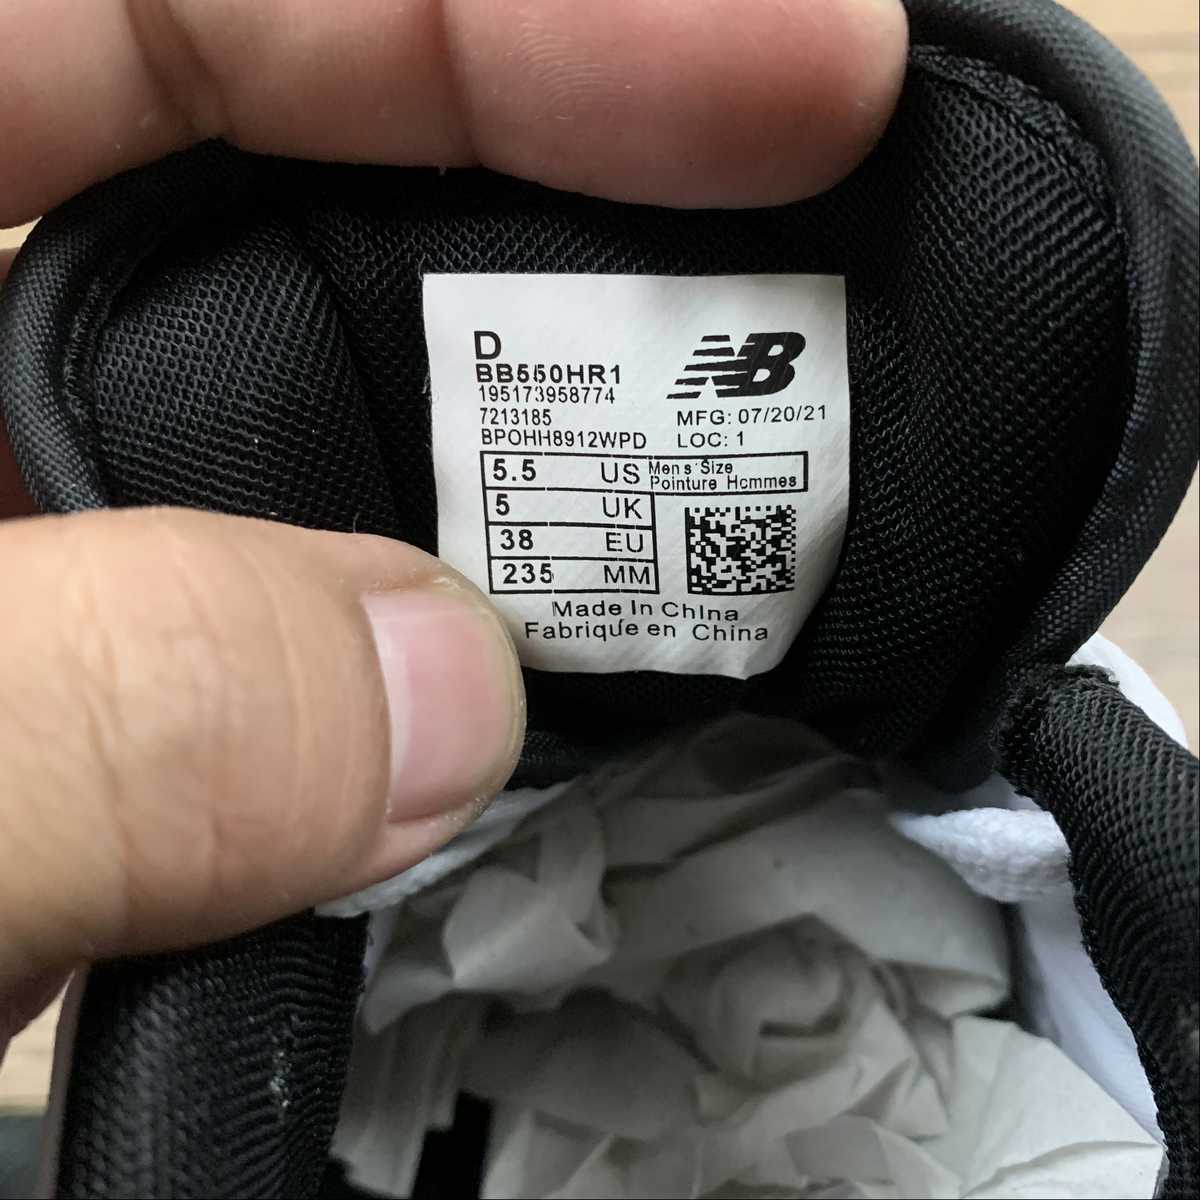 D
BB550HR1
195173958774
7213185
BPOHH8912WPD
NB
MFG: 07/20/21
LOC: 1
5.5 US Men s Size
Pointure Hommes
5 UK
38 EU
235 MM
Made In China
Fabrique en China